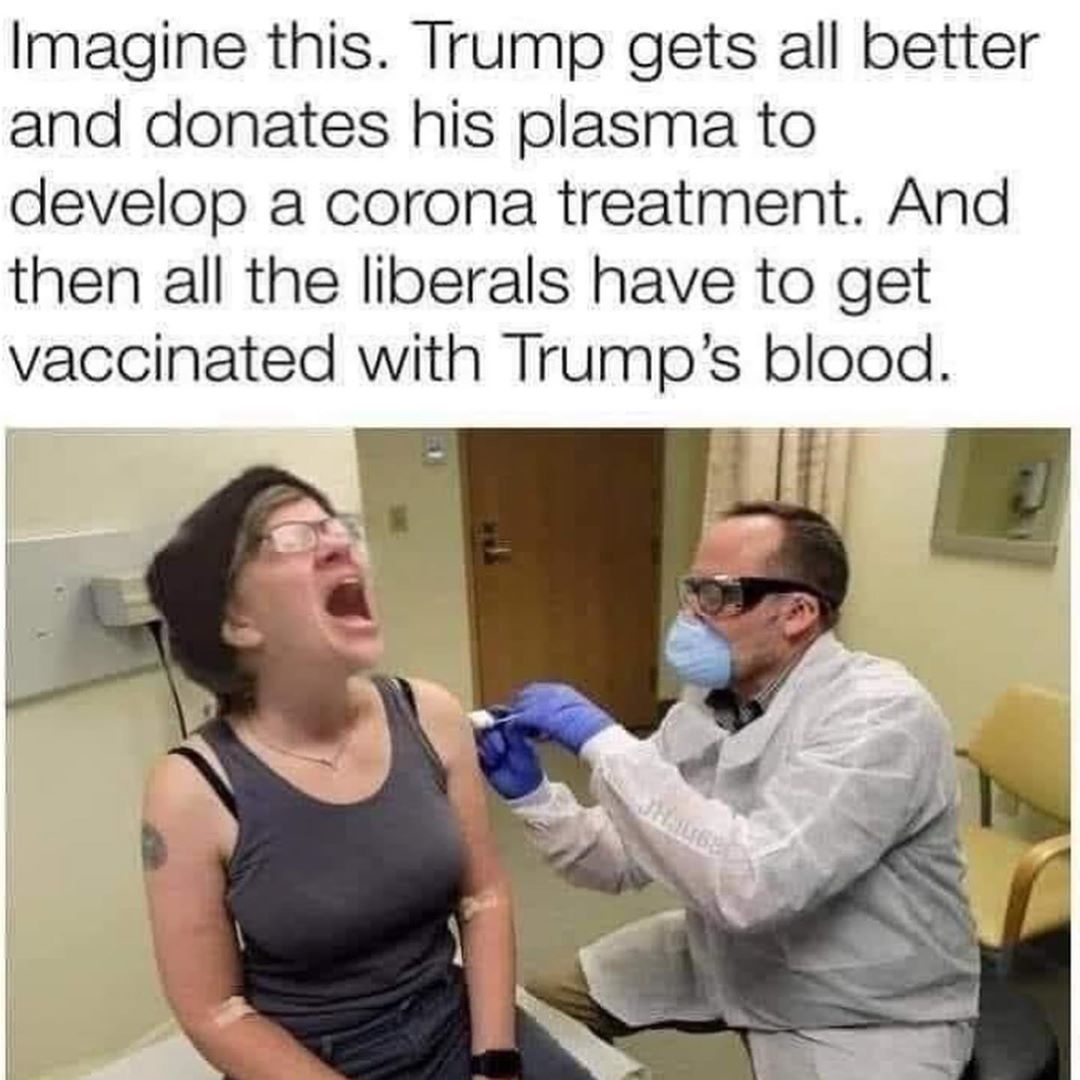 Imagine this. Trump gets all better
and donates his plasma to
develop a corona treatment. And
then all the liberals have to get
vaccinated with Trump's blood.